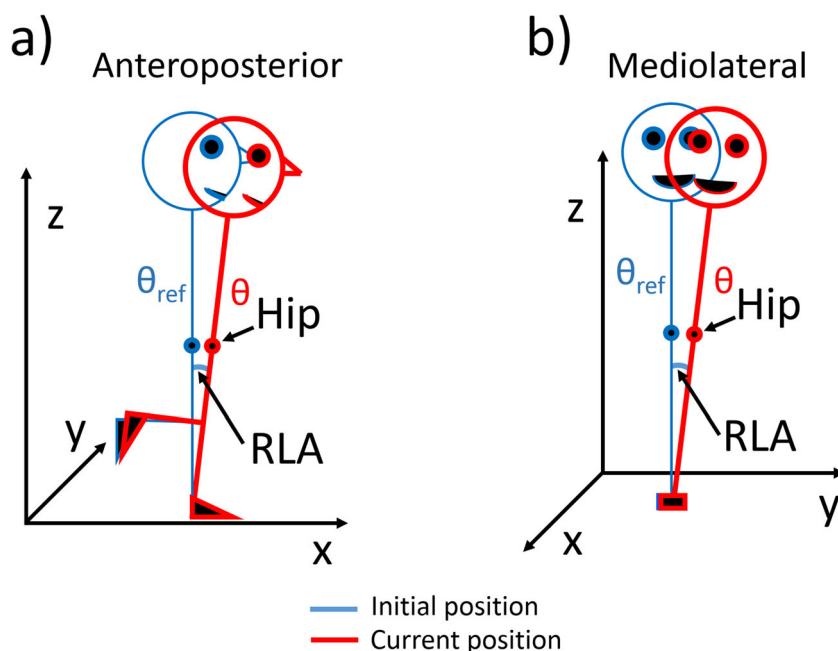 a)
Anteroposterior
z
θref
θ
Hip
y
RLA
x
b)
Mediolateral
z
θref
θ
Hip
RLA
x
y
Initial position
Current position